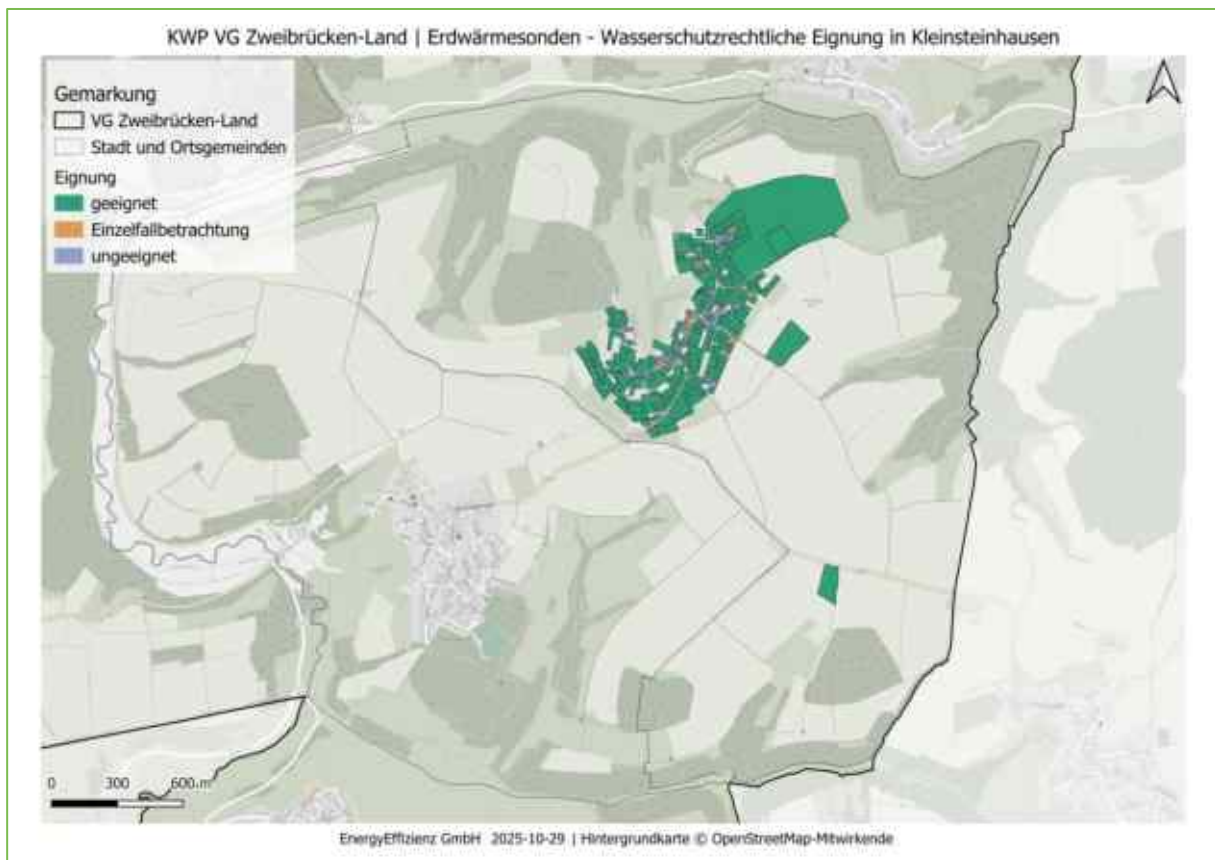 KWP VG Zweibrücken-Land | Erdwärmesonden - Wasserschutzrechtliche Eignung in Kleinsteinhausen
Gemarkung
VG Zweibrücken-Land
Stadt und Ortsgemeinden
Eignung
geeignet
Einzelfallbetrachtung
ungeeignet
0 300 600 m
EnergyEffizienz GmbH 2025-10-29 | Hintergrundkarte © OpenStreetMap-Mitwirkende